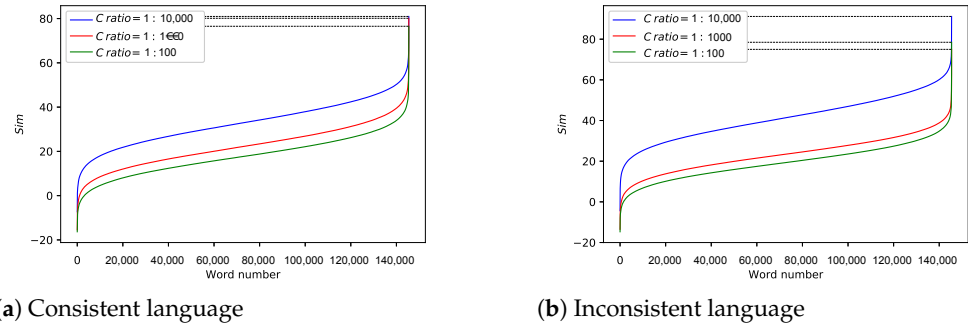 C ratio = 1 : 10,000
C ratio = 1 : 100
80
60
40
20
0
−20
Sim
0 20,000 40,000 60,000 80,000 100,000 120,000 140,000
Word number
(a) Consistent language
C ratio = 1 : 10,000
C ratio = 1 : 1000
C ratio = 1 : 100
80
60
40
20
0
−20
Sim
0 20,000 40,000 60,000 80,000 100,000 120,000 140,000
Word number
(b) Inconsistent language